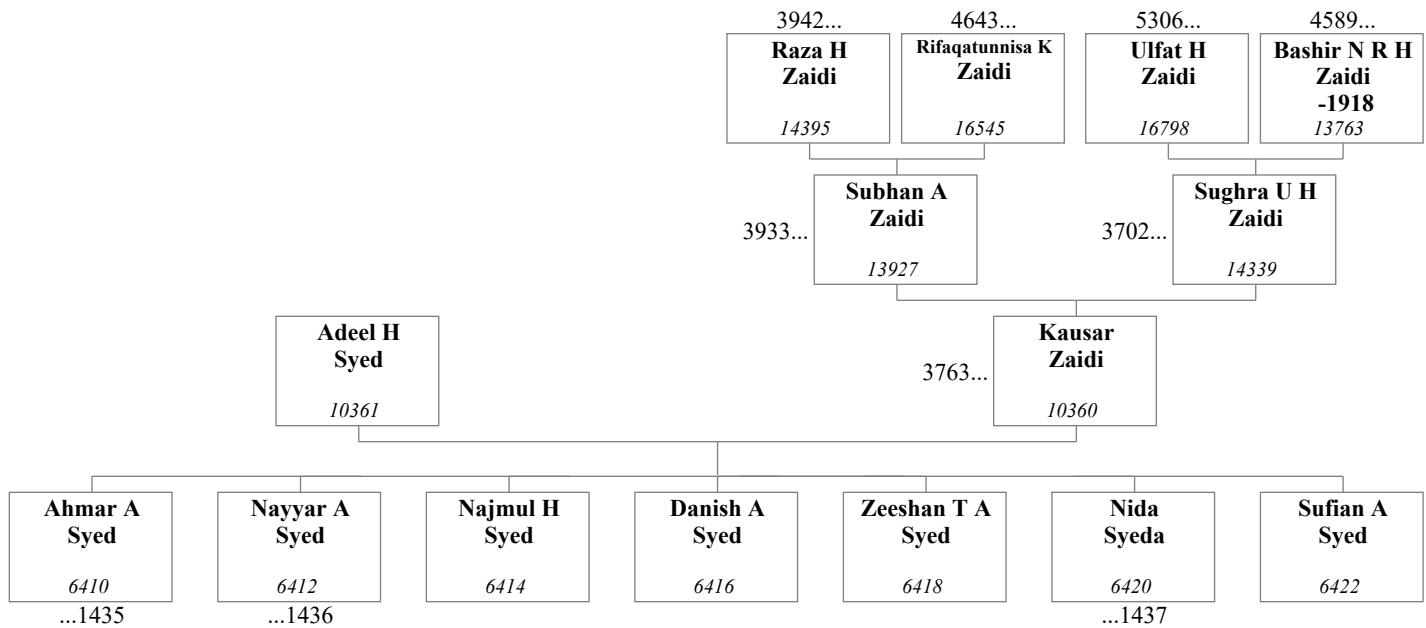 3942...
4643...
5306...
4589...
Raza H
Zaidi
14395
Rifaqatunnisa K
Zaidi
16545
Ulfat H
Zaidi
16798
Bashir N R H
Zaidi
-1918
13763
3933...
Subhan A
Zaidi
13927
3702...
Sughra U H
Zaidi
14339
Adeel H
Syed
10361
3763...
Kausar
Zaidi
10360
Ahmar A
Syed
6410
...1435
Nayyar A
Syed
6412
...1436
Najmul H
Syed
6414
Danish A
Syed
6416
Zeeshan T A
Syed
6418
Nida
Syeda
6420
...1437
Sufian A
Syed
6422